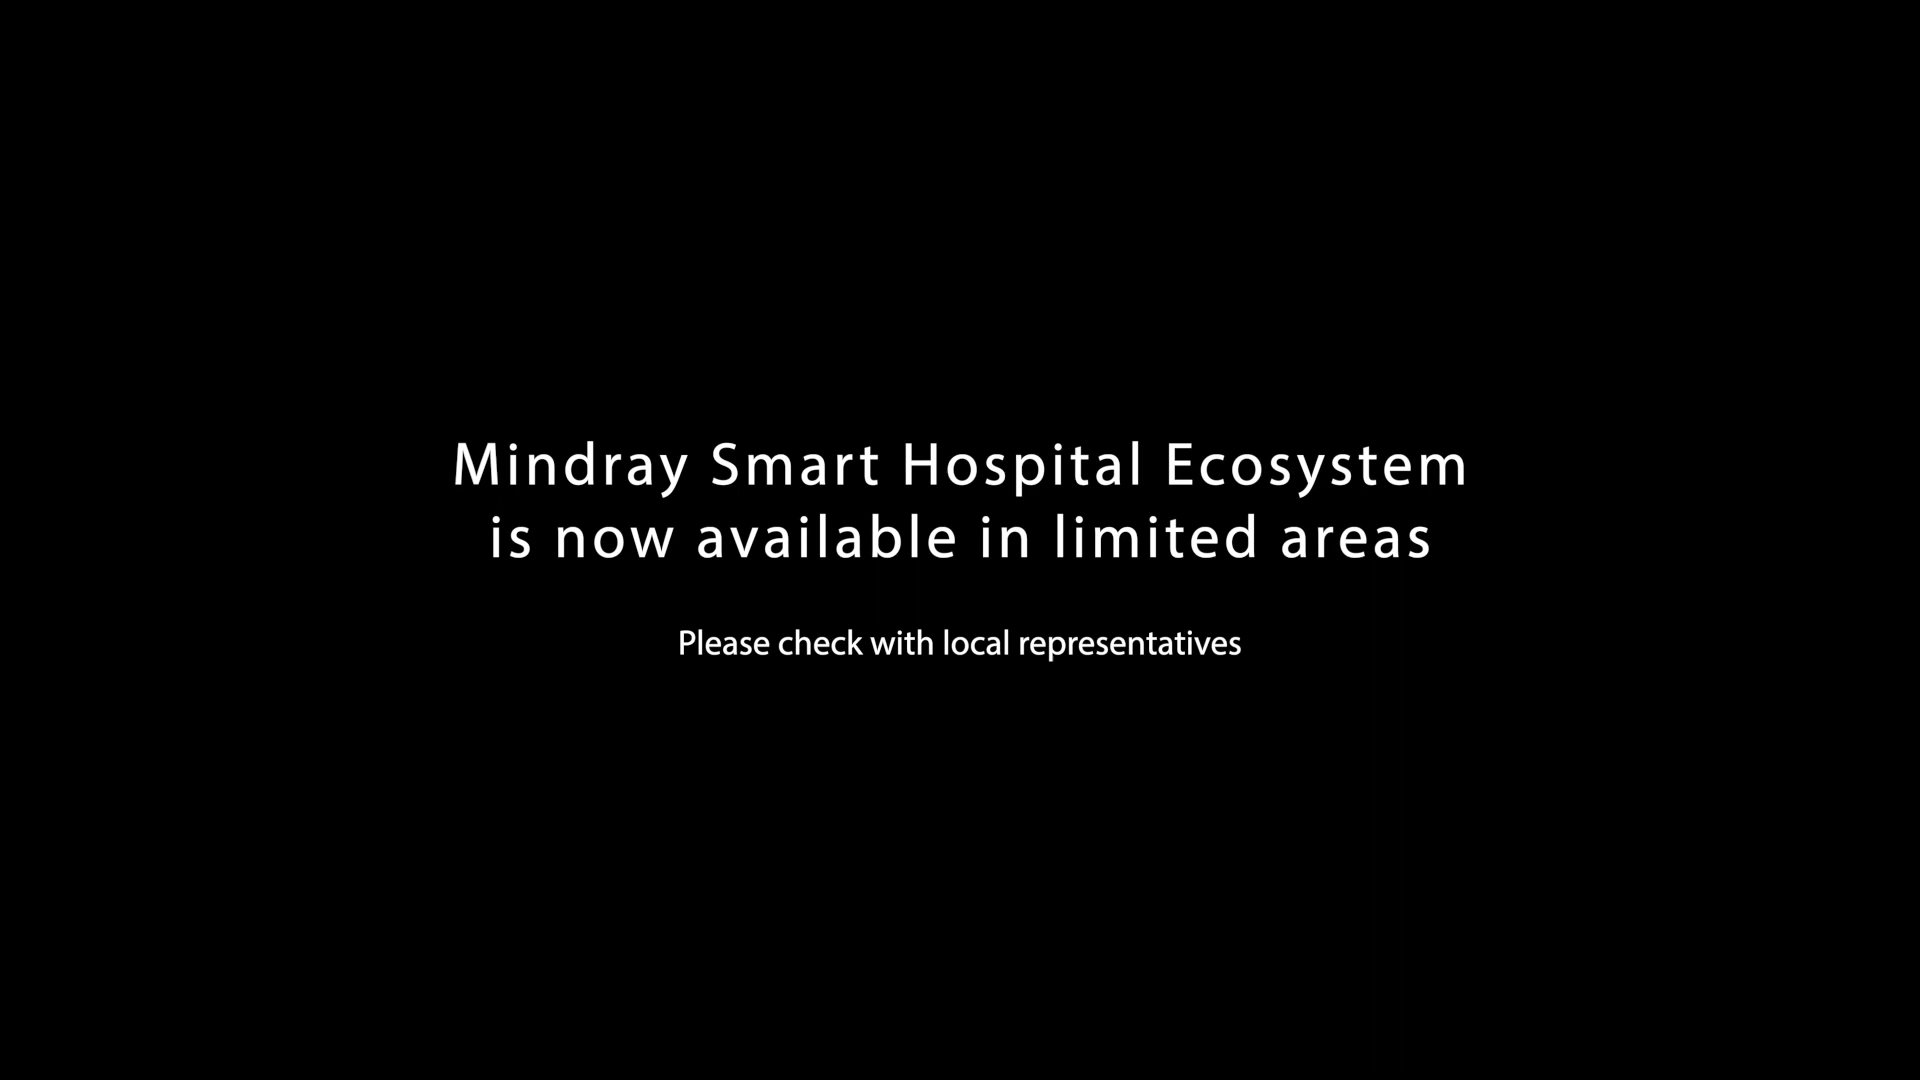 Mindray Smart Hospital Ecosystem
is now available in limited areas
Please check with local representatives